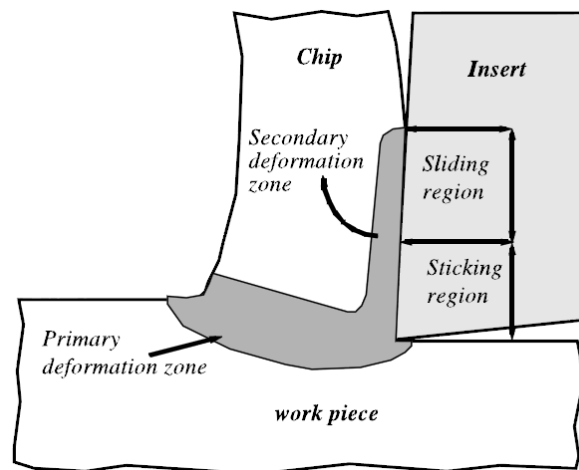 Chip
Insert
Secondary
deformation
zone
Sliding
region
Sticking
region
Primary
deformation zone
work piece